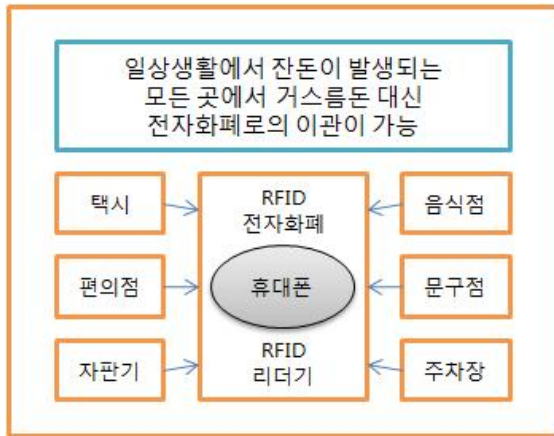 일상생활에서 잔돈이 발생되는
모든 곳에서 거스름돈 대신
전자화폐로의 이관이 가능
택시
편의점
자판기
RFID
전자화폐
휴대폰
RFID
리더기
음식점
문구점
주차장